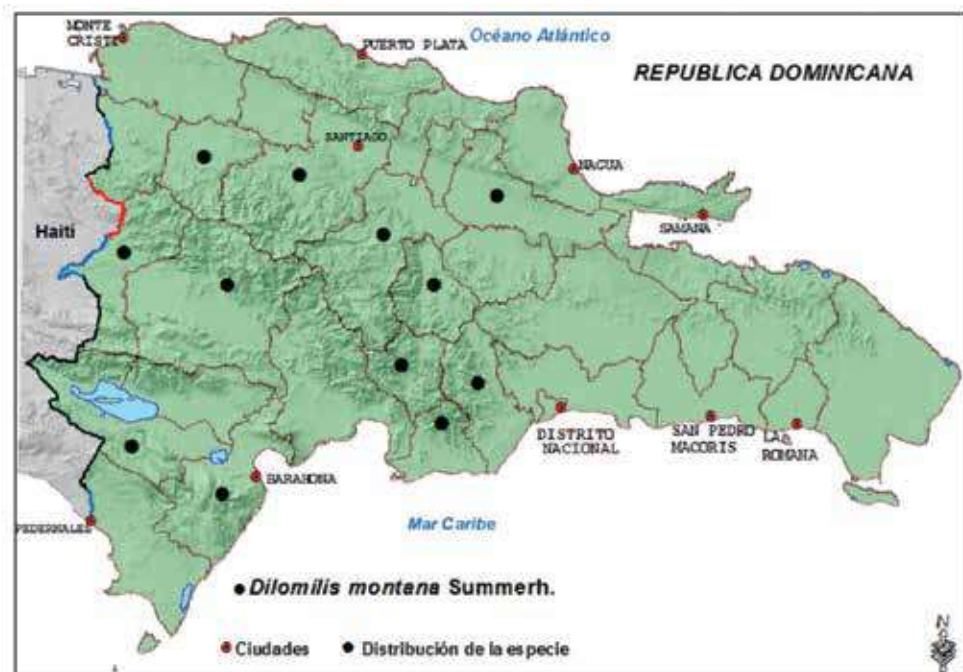 MONTE
CRISTI
PUERTO PLATA
Océano Atlántico
REPUBLICA DOMINICANA
SANTIAGO
NAGUA
SAMANA
Haití
DISTRITO
NACIONAL
SAN PEDRO
MACORIS
LA
ROMANA
BARAHONA
PEDERNALES
Mar Caribe
Dilomilis montana Summerh.
Ciudades
Distribución de la especie
N